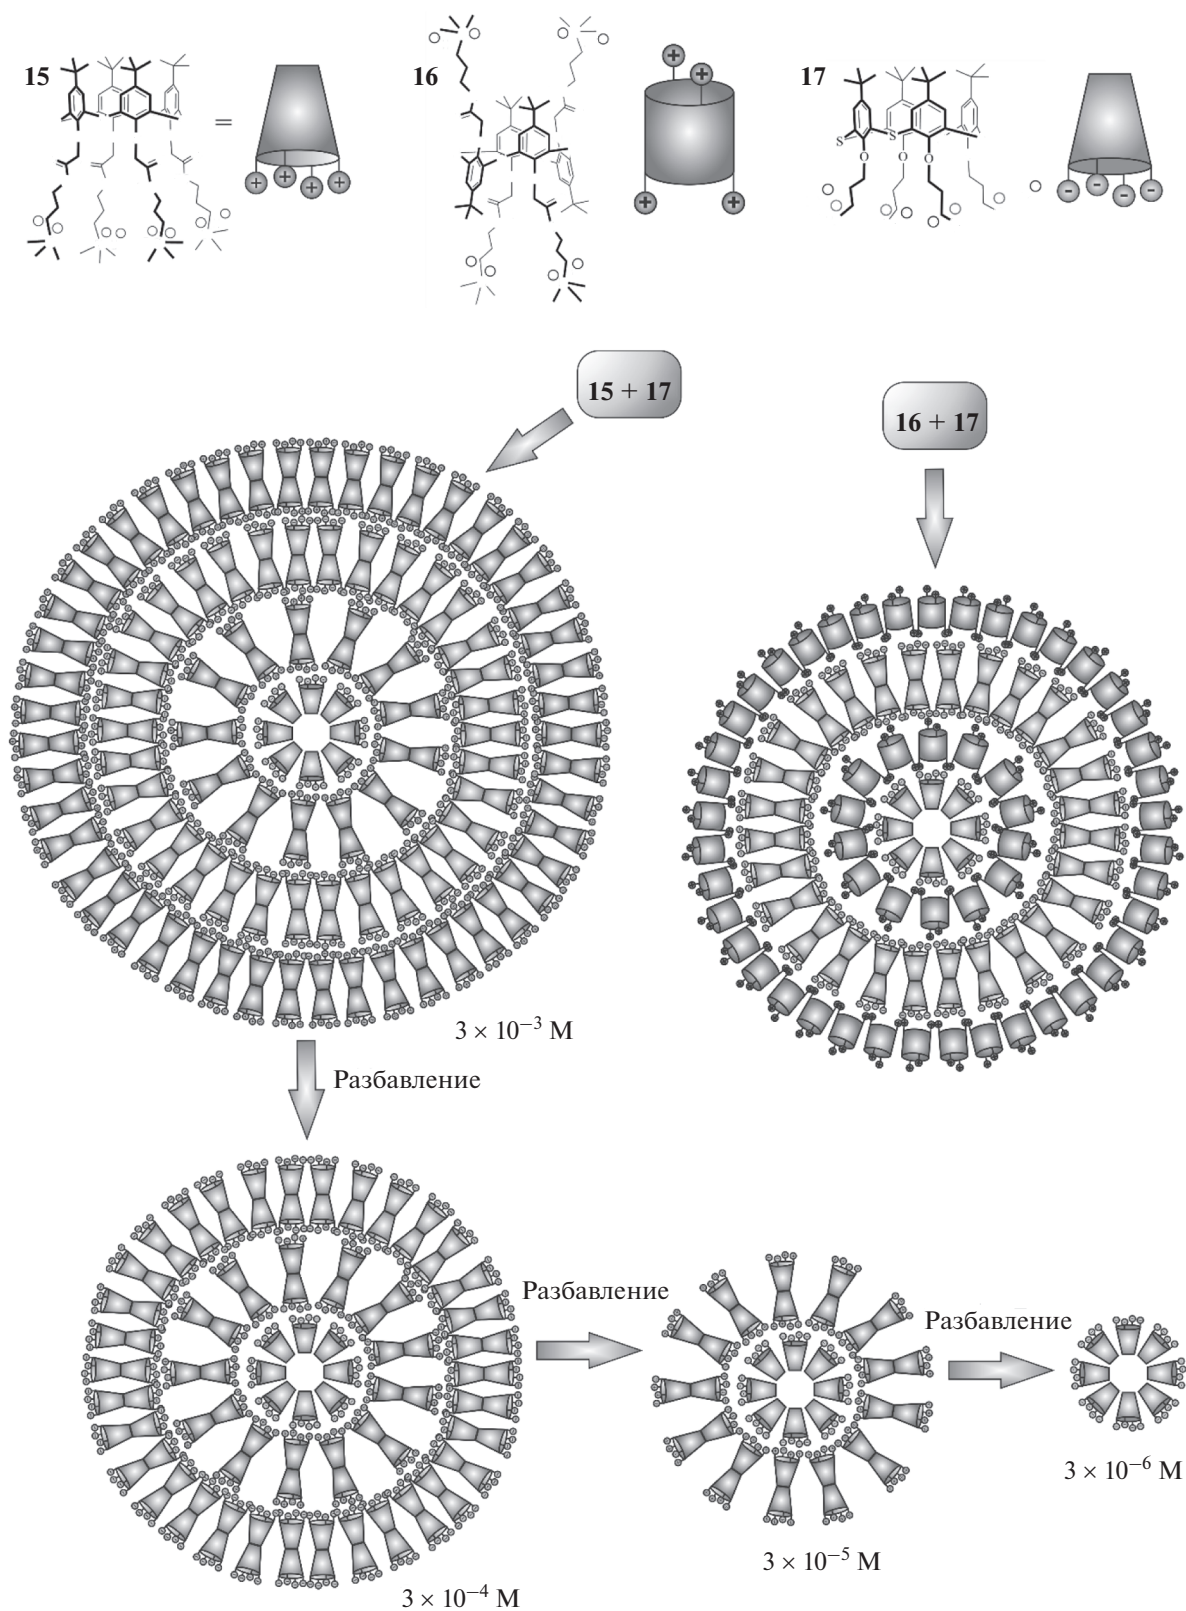 15
16
17
=
+ + + +
+ +
+ +
- - - -
S S
O O O
15 + 17
16 + 17
3 × 10⁻³ М
Разбавление
Разбавление
Разбавление
3 × 10⁻⁶ М
3 × 10⁻⁵ М
3 × 10⁻⁴ М